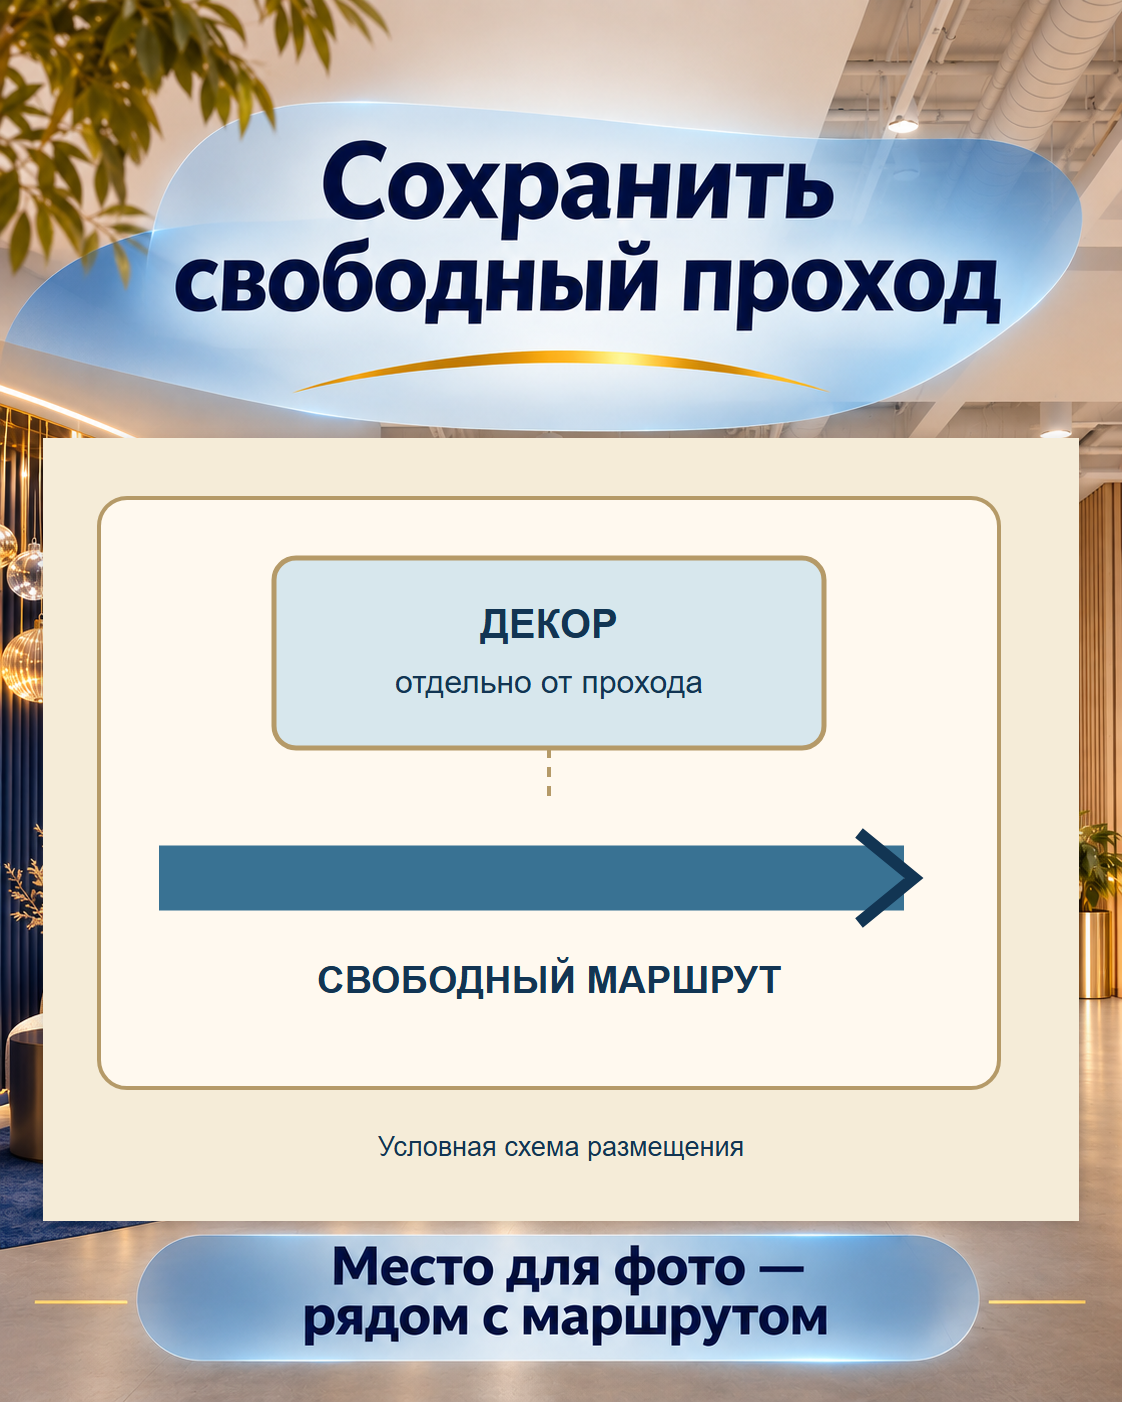 Сохранить
свободный проход
ДЕКОР
отдельно от прохода
СВОБОДНЫЙ МАРШРУТ
Условная схема размещения
Место для фото —
рядом с маршрутом